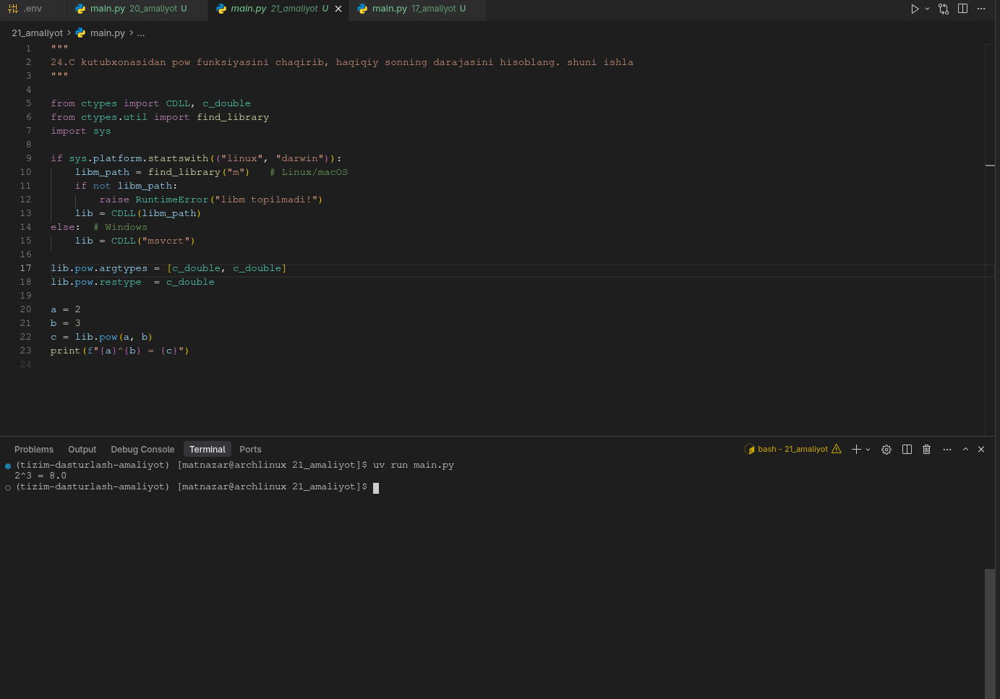 .env main.py 20_amaliyot U main.py 21_amaliyot U main.py 17_amaliyot U
21_amaliyot > main.py > ...
1 """
2 24.C kutubxonasidan pow funksiyasini chaqirib, haqiqiy sonning darajasini hisoblang. shuni ishla
3 """
4
5 from ctypes import CDLL, c_double
6 from ctypes.util import find_library
7 import sys
8
9 if sys.platform.startswith(("linux", "darwin")):
10 libm_path = find_library("m") # Linux/macOS
11 if not libm_path:
12 raise RuntimeError("libm topilmadi!")
13 lib = CDLL(libm_path)
14 else: # Windows
15 lib = CDLL("msvcrt")
16
17 lib.pow.argtypes = [c_double, c_double]
18 lib.pow.restype = c_double
19
20 a = 2
21 b = 3
22 c = lib.pow(a, b)
23 print(f"{a}^{b} = {c}")
24
Problems Output Debug Console Terminal Ports bash - 21_amaliyot
(tizim-dasturlash-amaliyot) [matnazar@archlinux 21_amaliyot]$ uv run main.py
2^3 = 8.0
(tizim-dasturlash-amaliyot) [matnazar@archlinux 21_amaliyot]$